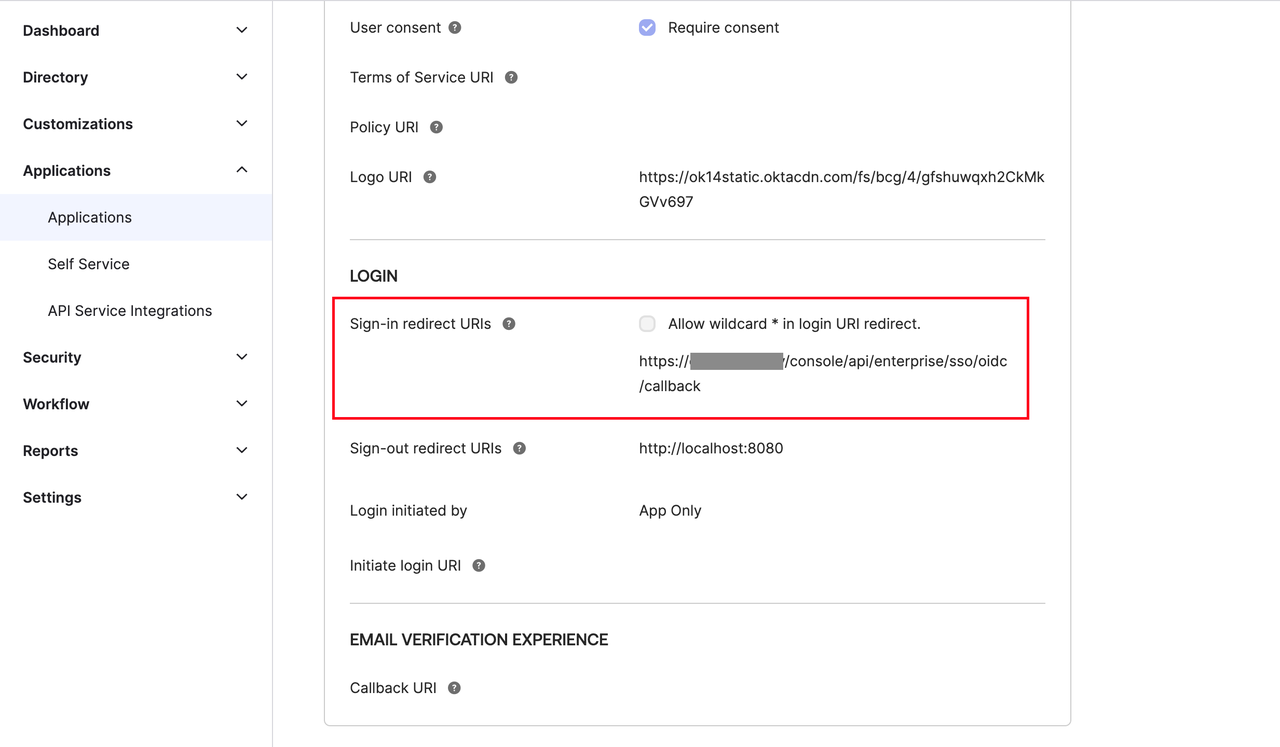 Dashboard
Directory
Customizations
Applications
Applications
Self Service
API Service Integrations
Security
Workflow
Reports
Settings
User consent ?
Require consent
Terms of Service URI ?
Policy URI ?
Logo URI ?
https://ok14static.oktacdn.com/fs/bcg/4/gfshuwqxh2CkMk
GVv697
LOGIN
Sign-in redirect URIs ?
Allow wildcard * in login URI redirect.
https:// /console/api/enterprise/sso/oidc
/callback
Sign-out redirect URIs ?
http://localhost:8080
Login initiated by
App Only
Initiate login URI ?
EMAIL VERIFICATION EXPERIENCE
Callback URI ?